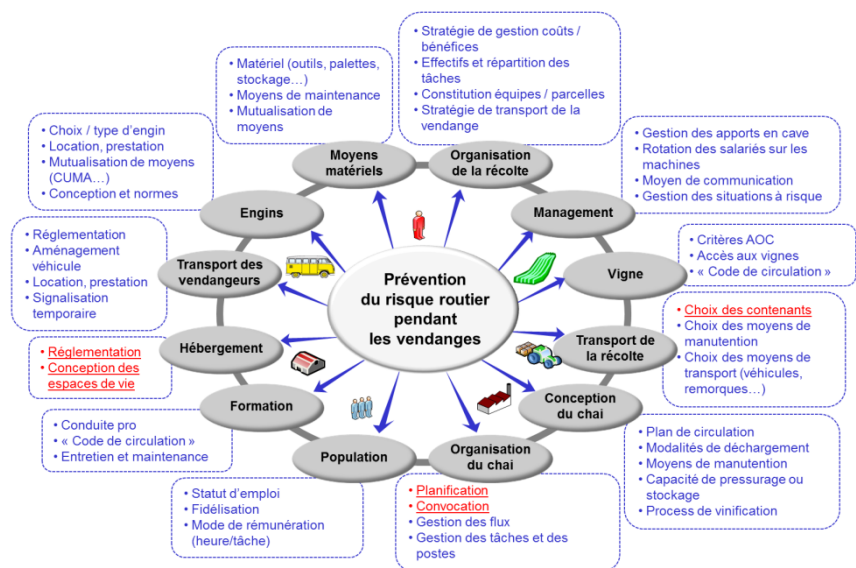 • Stratégie de gestion coûts /
bénéfices
• Effectifs et répartition des
tâches
• Constitution équipes / parcelles
• Stratégie de transport de la
vendange
• Matériel (outils, palettes,
stockage…)
• Moyens de maintenance
• Mutualisation de
moyens
• Choix / type d'engin
• Location, prestation
• Mutualisation de moyens
(CUMA…)
• Conception et normes
• Gestion des apports en cave
• Rotation des salariés sur les
machines
• Moyen de communication
• Gestion des situations à risque
Moyens
matériels
Organisation
de la récolte
Engins
Management
• Réglementation
• Aménagement
véhicule
• Location, prestation
• Signalisation
temporaire
Transport des
vendangeurs
Vigne
• Critères AOC
• Accès aux vignes
• « Code de circulation »
Prévention
du risque routier
pendant
les vendanges
• Réglementation
• Conception des
espaces de vie
Hébergement
Transport de
la récolte
• Choix des contenants
• Choix des moyens de
manutention
• Choix des moyens de
transport (véhicules,
remorques…)
Formation
Conception
du chai
• Conduite pro
• « Code de circulation »
• Entretien et maintenance
Population
Organisation
du chai
• Plan de circulation
• Modalités de déchargement
• Moyens de manutention
• Capacité de pressurage ou
stockage
• Process de vinification
• Statut d'emploi
• Fidélisation
• Mode de rémunération
(heure/tâche)
• Planification
• Convocation
• Gestion des flux
• Gestion des tâches et des
postes